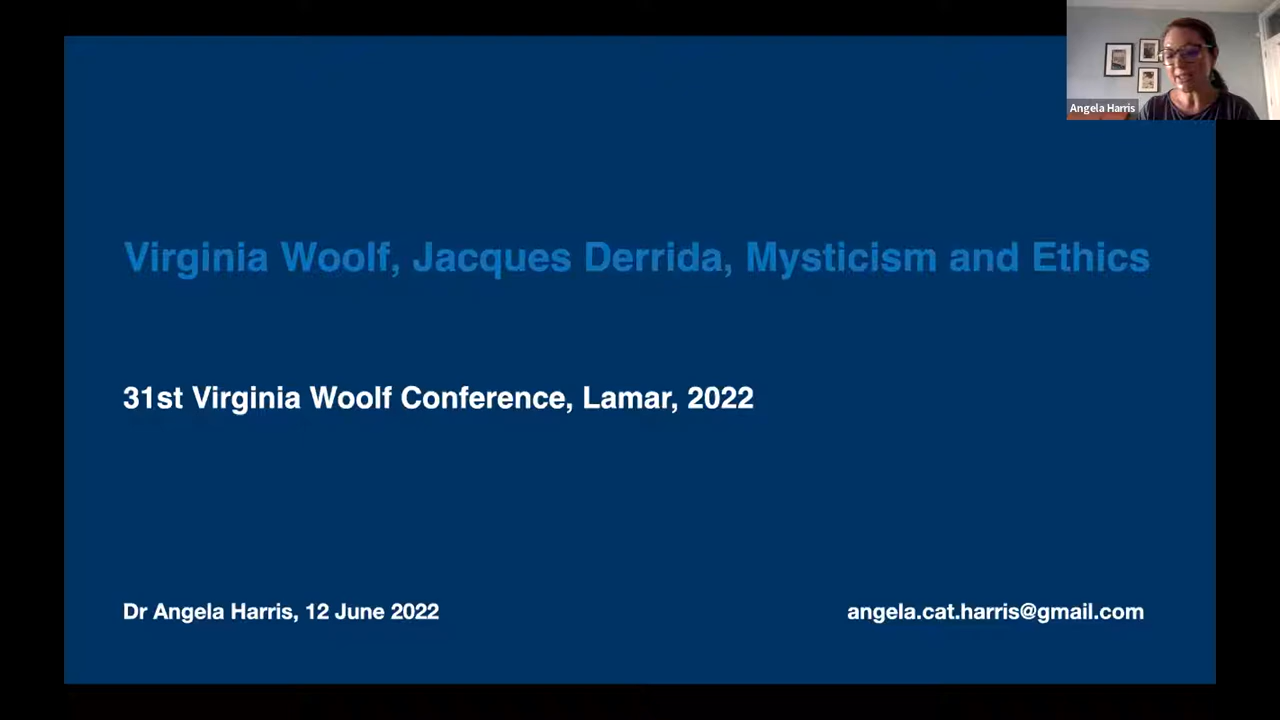 Angela Harris
Virginia Woolf, Jacques Derrida, Mysticism and Ethics
31st Virginia Woolf Conference, Lamar, 2022
Dr Angela Harris, 12 June 2022
angela.cat.harris@gmail.com